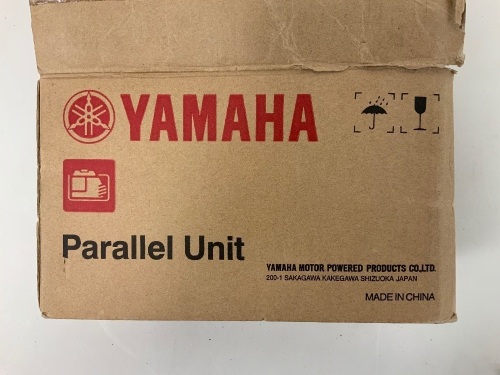 YAMAHA
Parallel Unit
YAMAHA MOTOR POWERED PRODUCTS CO.,LTD.
200-1 SAKAGAWA KAKEGAWA SHIZUOKA JAPAN
MADE IN CHINA